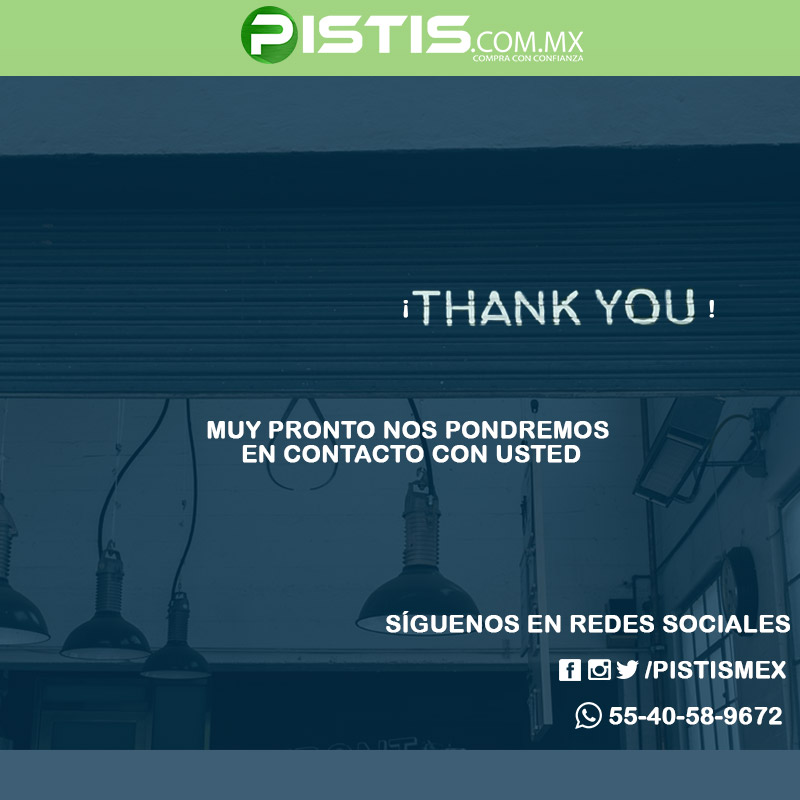 PISTIS.COM.MX
COMPRA CON CONFIANZA
¡THANK YOU!
MUY PRONTO NOS PONDREMOS
EN CONTACTO CON USTED
SÍGUENOS EN REDES SOCIALES
/PISTISMEX
55-40-58-9672